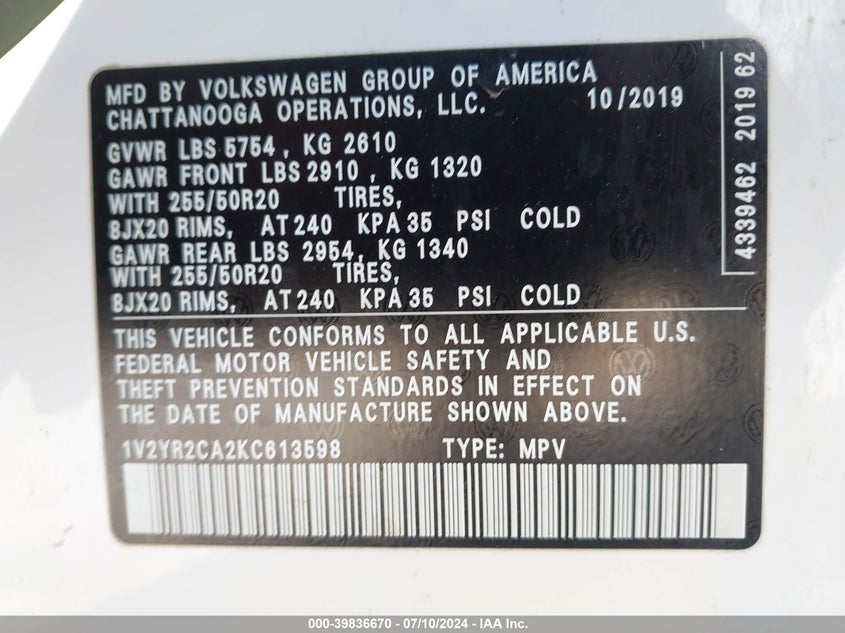 MFD BY VOLKSWAGEN GROUP OF AMERICA
CHATTANOOGA OPERATIONS, LLC. 10/2019
GVWR LBS 5754, KG 2610
GAWR FRONT LBS 2910, KG 1320
WITH 255/50R20 TIRES,
8JX20 RIMS, AT 240 KPA 35 PSI COLD
GAWR REAR LBS 2954, KG 1340
WITH 255/50R20 TIRES,
8JX20 RIMS, AT 240 KPA 35 PSI COLD
4339462 2019 62
THIS VEHICLE CONFORMS TO ALL APPLICABLE U.S.
FEDERAL MOTOR VEHICLE SAFETY AND
THEFT PREVENTION STANDARDS IN EFFECT ON
THE DATE OF MANUFACTURE SHOWN ABOVE.
1V2YR2CA2KC613598 TYPE: MPV
000-39836670 - 07/10/2024 - IAA Inc.